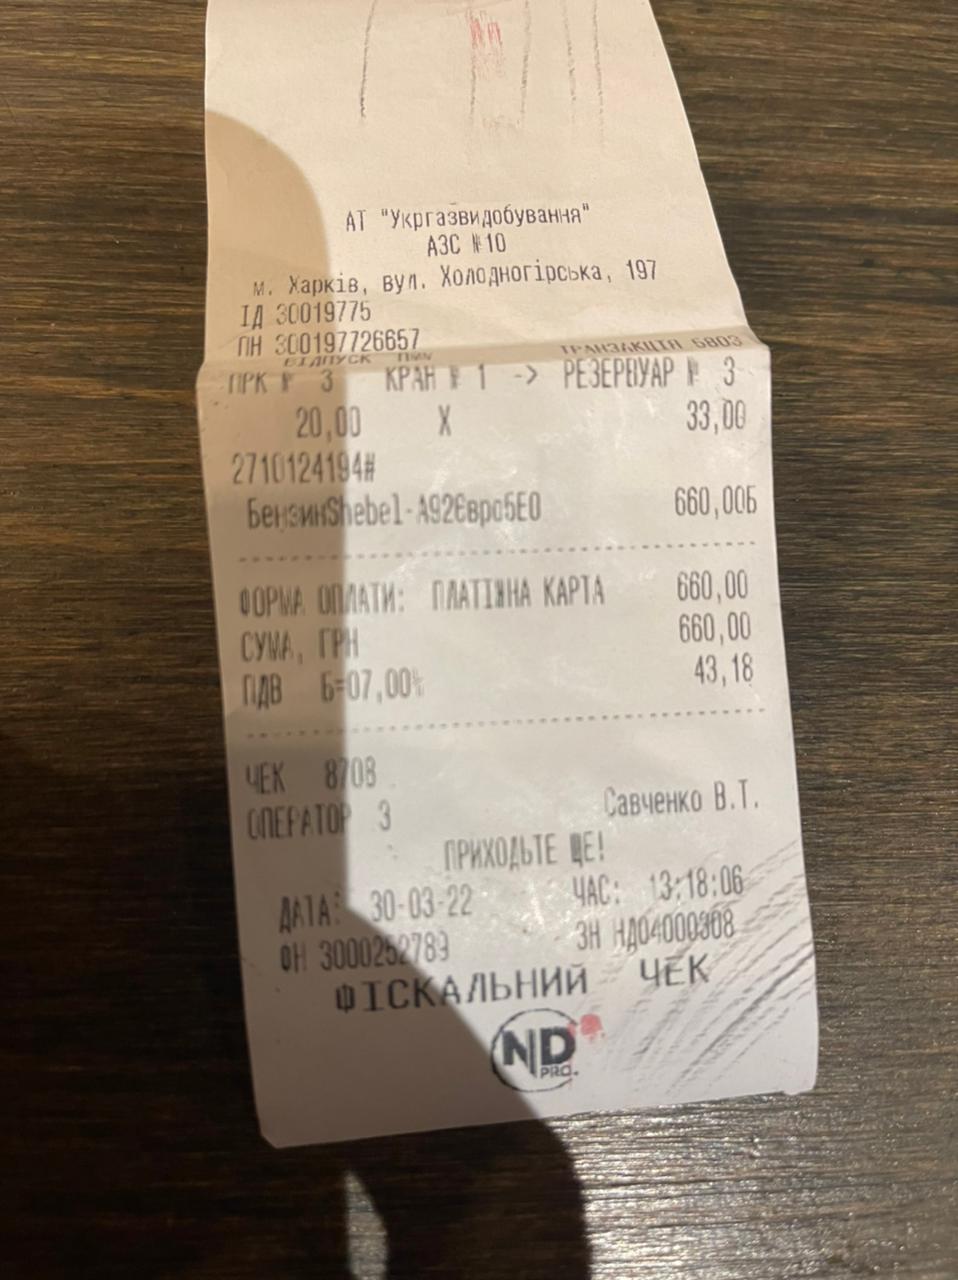 АТ "Укргазвидобування"
АЗС №10
м. Харків, вул. Холодногірська, 197
ІД 30019775
ПН 300197726657
ВІДПУСК ТРАНЗАКЦІЯ 5803
ПРК № 3 КРАН № 1 -> РЕЗЕРВУАР № 3
20,00 X 33,00
2710124194#
БензинShebel-А92Євро5Е0 660,00Б
ФОРМА ОПЛАТИ: ПЛАТІЖНА КАРТА 660,00
СУМА, ГРН 660,00
ПДВ Б=07,00% 43,18
ЧЕК 8708
ОПЕРАТОР 3 Савченко В.Т.
ПРИХОДЬТЕ ЩЕ!
ДАТА: 30-03-22 ЧАС: 13:18:06
ФН 3000252789 ЗН НД04000308
ФІСКАЛЬНИЙ ЧЕК
ND
PRO.